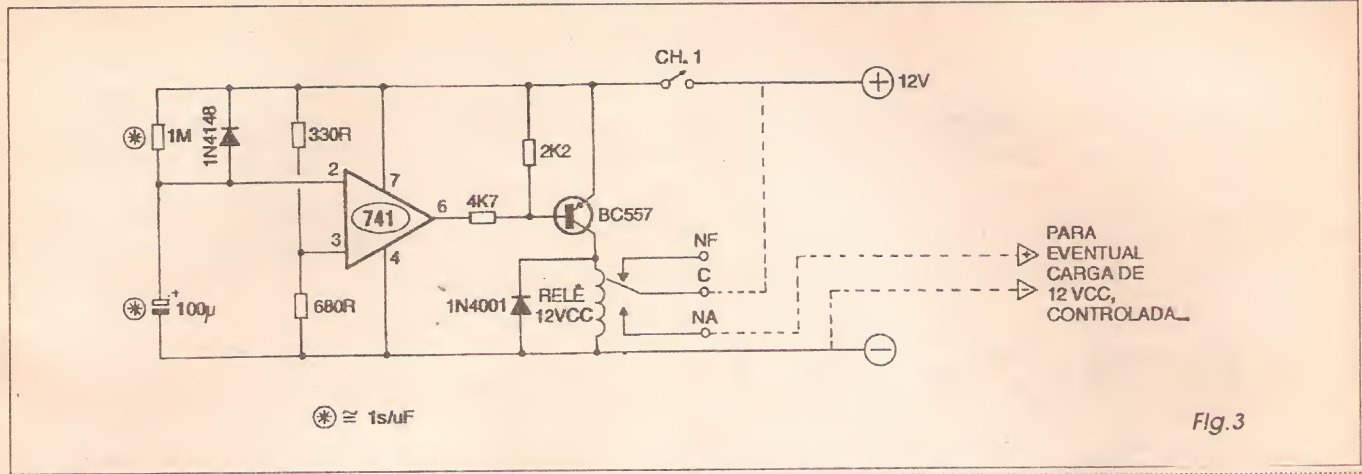 CH. 1
+ 12V
* 1M
1N4148
330R
2
7
741
6
3
4
4K7
2K2
BC557
* + 100µ
680R
1N4001
RELÊ
12VCC
NF
C
NA
+ PARA
EVENTUAL
- CARGA DE
12 VCC,
CONTROLADA...
−
* ≅ 1s/uF
Fig.3